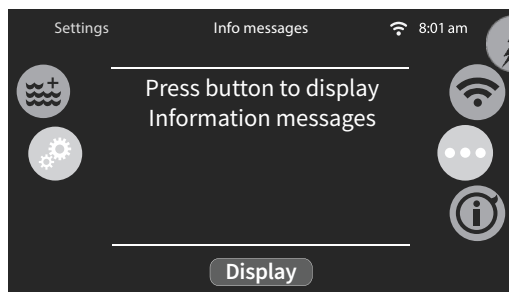 Settings
Info messages
8:01 am
Press button to display
Information messages
Display